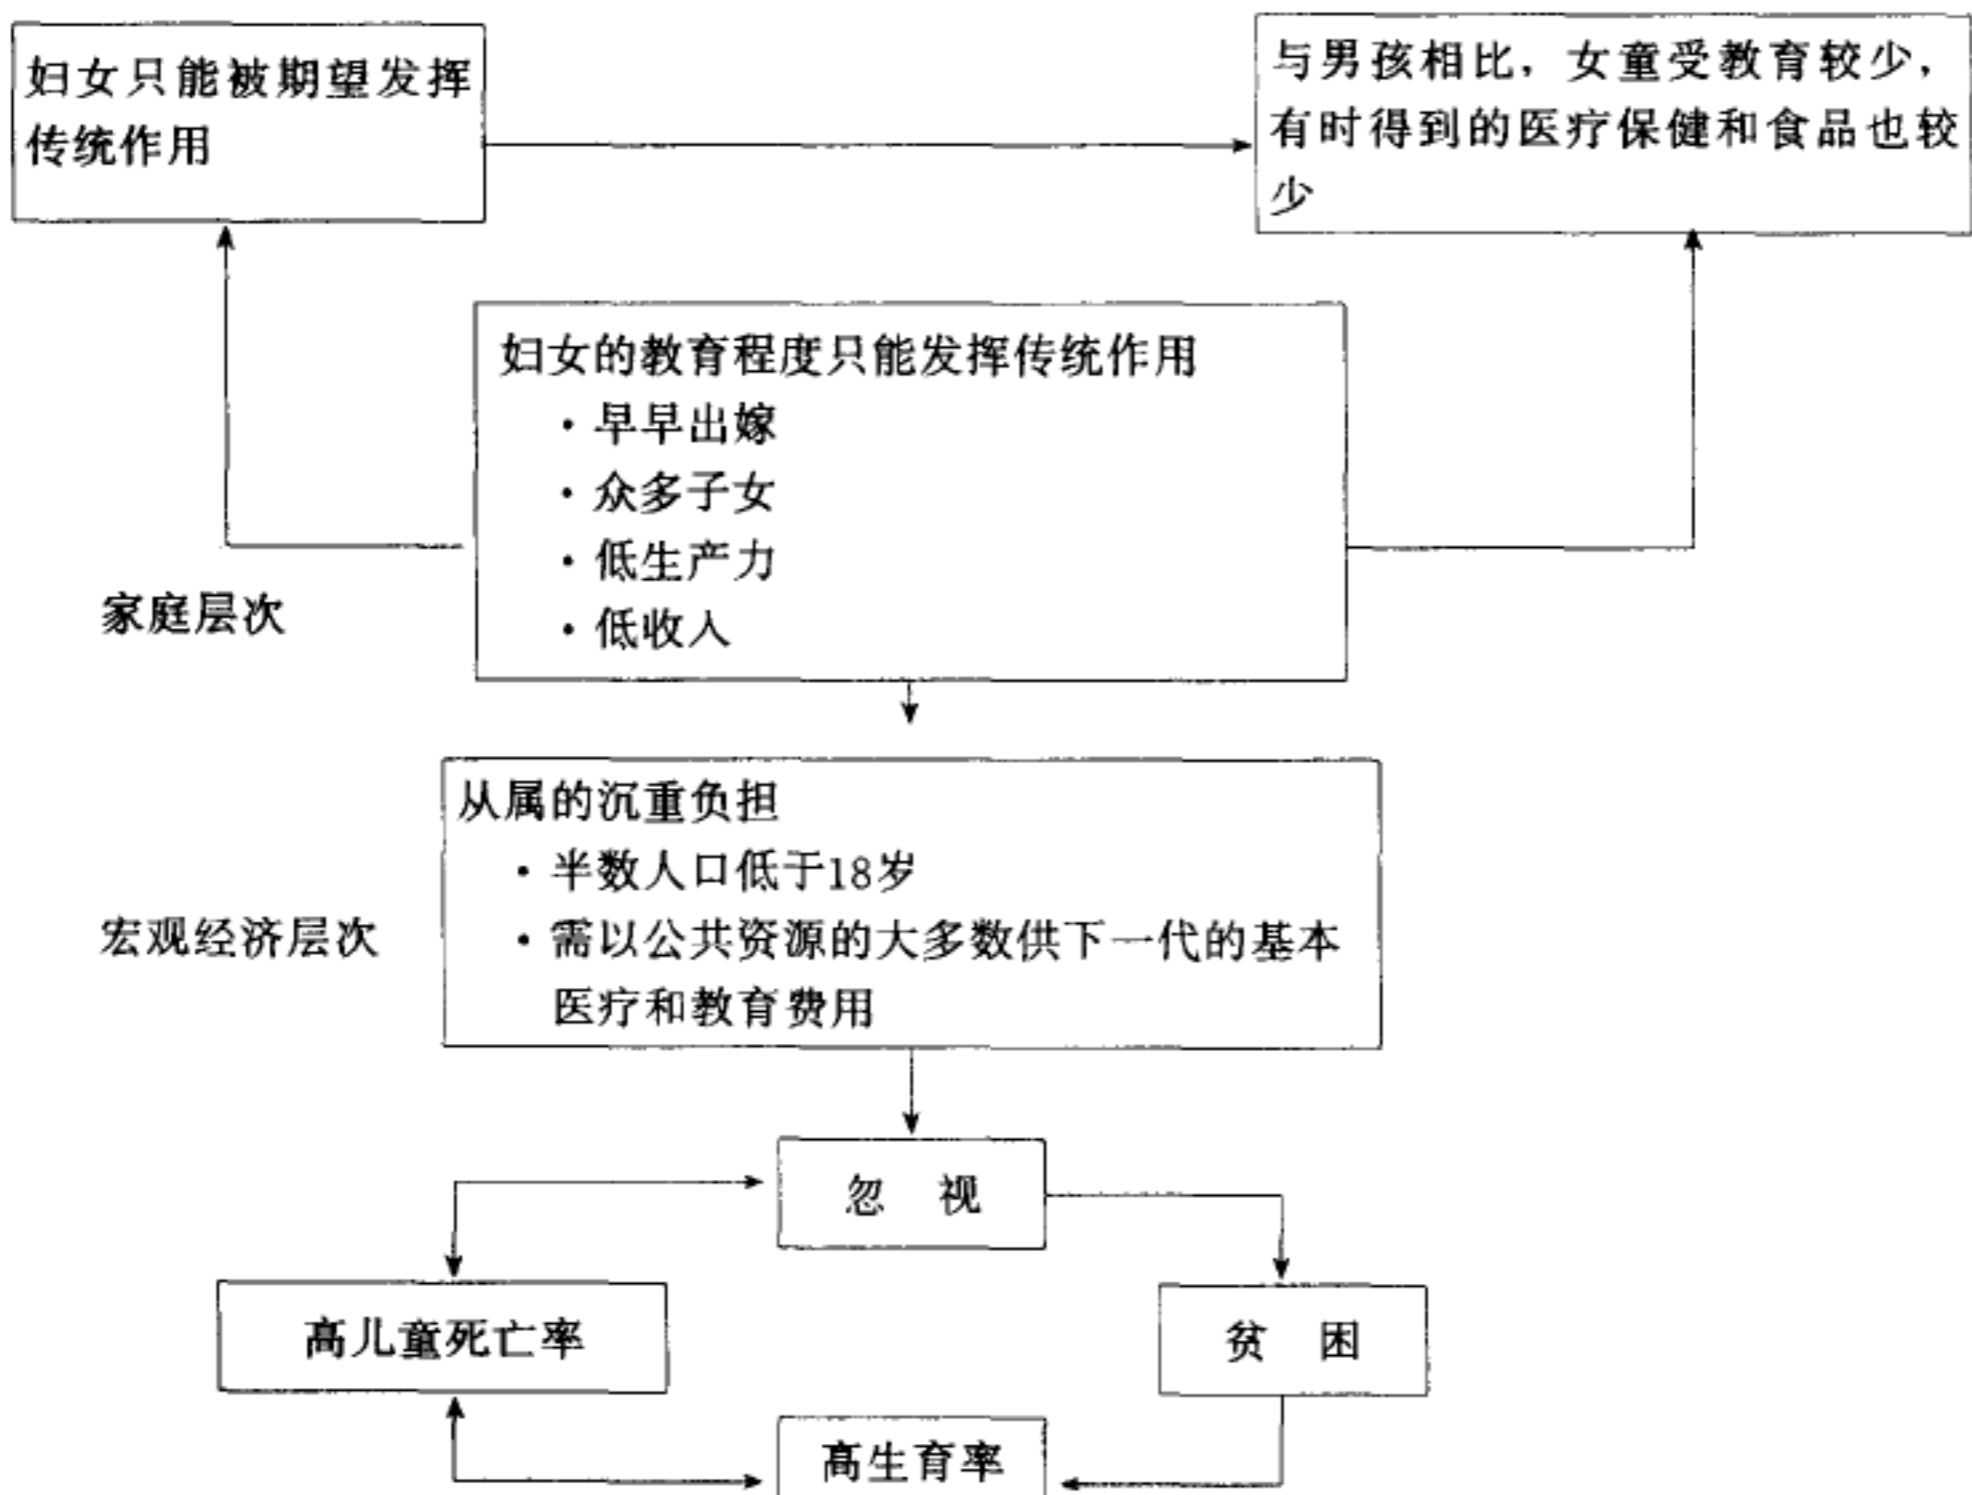 妇女只能被期望发挥
传统作用
与男孩相比，女童受教育较少，
有时得到的医疗保健和食品也较
少
妇女的教育程度只能发挥传统作用
·早早出嫁
·众多子女
·低生产力
·低收入
家庭层次
从属的沉重负担
·半数人口低于18岁
·需以公共资源的大多数供下一代的基本
医疗和教育费用
宏观经济层次
忽 视
高儿童死亡率
贫 困
高生育率